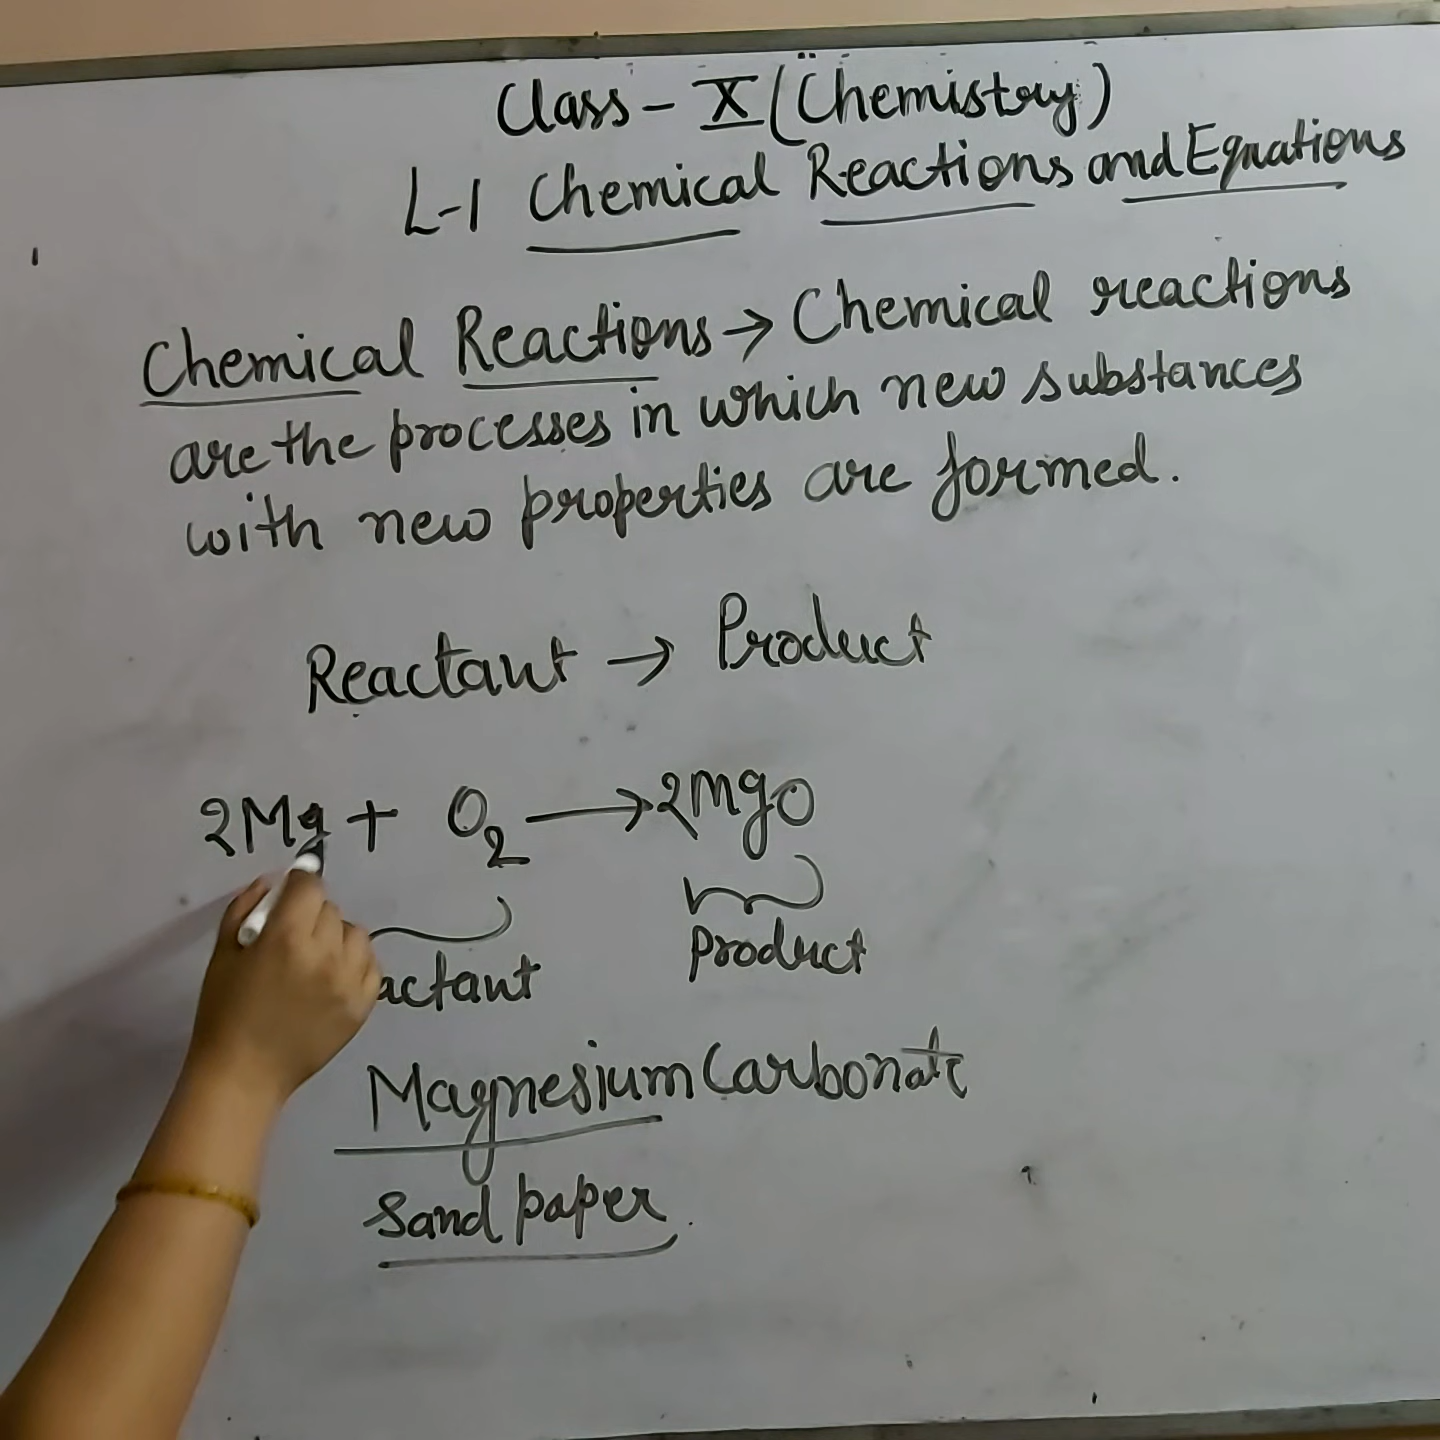 Class - X (Chemistry)
L-1 Chemical Reactions and Equations
Chemical Reactions → Chemical reactions
are the processes in which new substances
with new properties are formed.
Reactant → Product
2Mg + O₂ → 2MgO
actant Product
Magnesium Carbonate
Sand paper